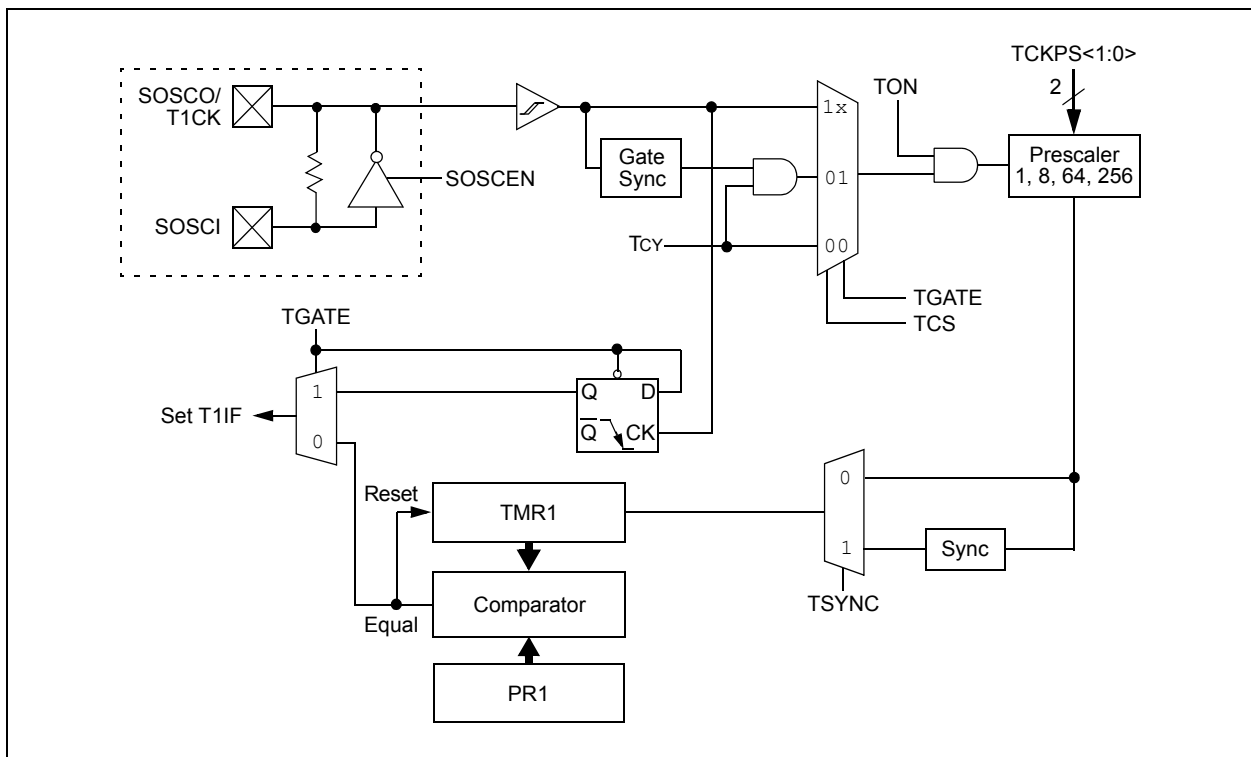 TCKPS<1:0>
2
SOSCO/
T1CK
TON
1x
Gate
Sync
Prescaler
1, 8, 64, 256
SOSCEN
01
SOSCI
TCY
00
TGATE
TCS
TGATE
1
Q
D
Set T1IF
Q
CK
0
Reset
TMR1
0
1
Sync
Comparator
TSYNC
Equal
PR1